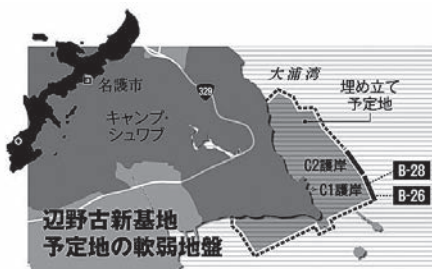 大浦湾
名護市
329
埋め立て
予定地
キャンプ・
シュワブ
C2護岸
B-28
C1護岸
B-26
辺野古新基地
予定地の軟弱地盤